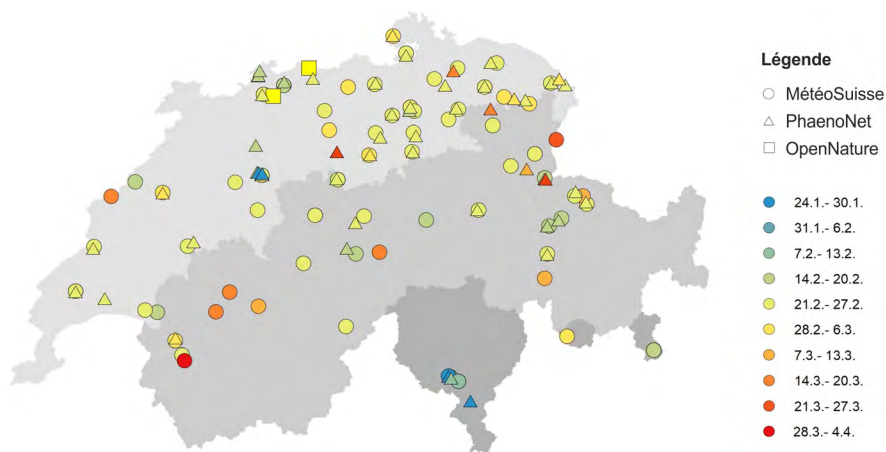 Légende
MétéoSuisse
PhaenoNet
OpenNature
24.1.- 30.1.
31.1.- 6.2.
7.2.- 13.2.
14.2.- 20.2.
21.2.- 27.2.
28.2.- 6.3.
7.3.- 13.3.
14.3.- 20.3.
21.3.- 27.3.
28.3.- 4.4.